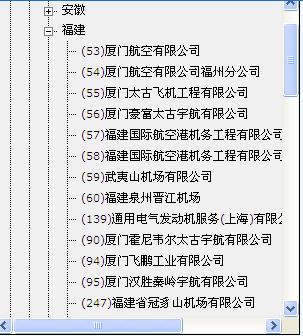 安徽
福建
(53)厦门航空有限公司
(54)厦门航空有限公司福州分公司
(55)厦门太古飞机工程有限公司
(56)厦门豪富太古宇航有限公司
(57)福建国际航空港机务工程有限公司
(58)福建国际航空港机务工程有限公司
(59)武夷山机场有限公司
(60)福建泉州晋江机场
(139)通用电气发动机服务(上海)有限公
(90)厦门霍尼韦尔太古宇航有限公司
(94)厦门飞鹏工业有限公司
(95)厦门汉胜秦岭宇航有限公司
(247)福建省冠豸山机场有限公司